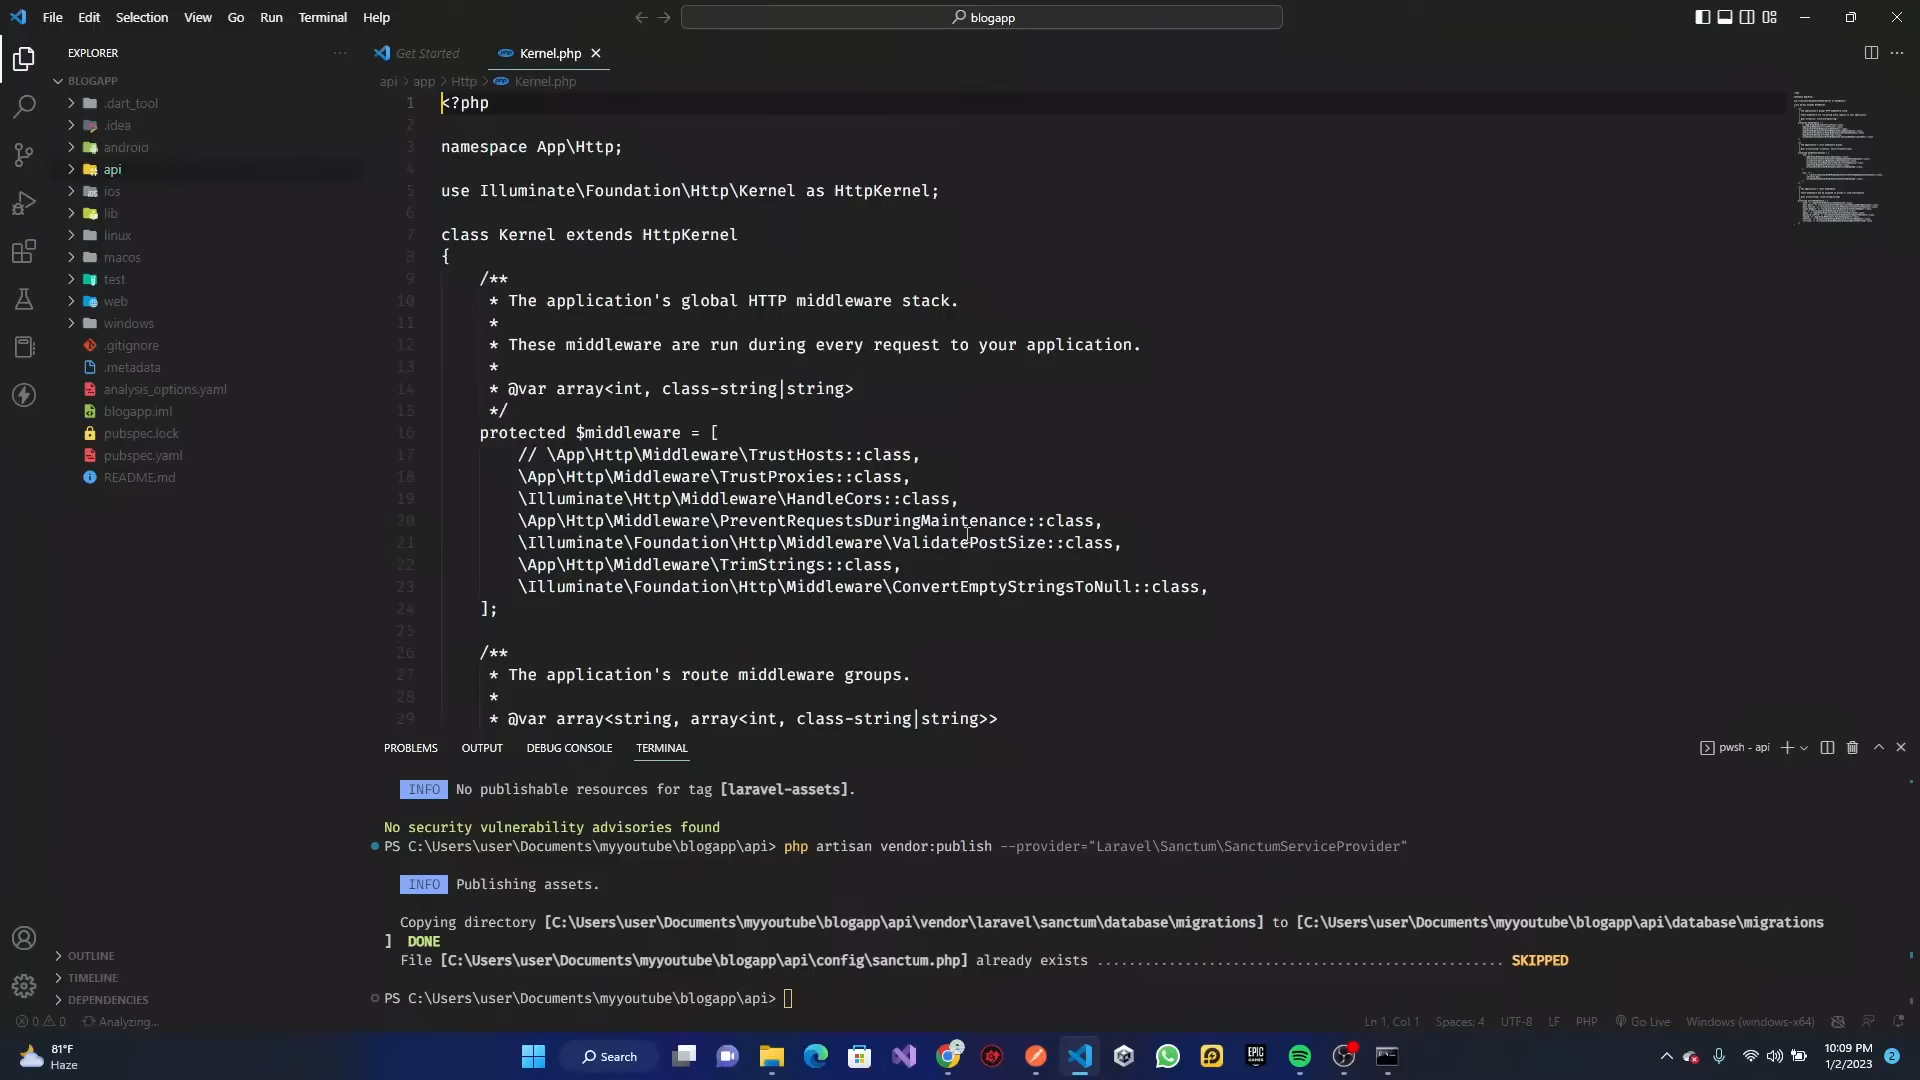 File Edit Selection View Go Run Terminal Help
blogapp
EXPLORER
Get Started
Kernel.php
BLOGAPP
api > app > Http > Kernel.php
.dart_tool
.idea
android
api
ios
lib
linux
macos
test
web
windows
.gitignore
.metadata
analysis_options.yaml
blogapp.iml
pubspec.lock
pubspec.yaml
README.md
1 <?php
2
3 namespace App\Http;
4
5 use Illuminate\Foundation\Http\Kernel as HttpKernel;
6
7 class Kernel extends HttpKernel
8 {
9 /**
10 * The application's global HTTP middleware stack.
11 *
12 * These middleware are run during every request to your application.
13 *
14 * @var array<int, class-string|string>
15 */
16 protected $middleware = [
17 // \App\Http\Middleware\TrustHosts::class,
18 \App\Http\Middleware\TrustProxies::class,
19 \Illuminate\Http\Middleware\HandleCors::class,
20 \App\Http\Middleware\PreventRequestsDuringMaintenance::class,
21 \Illuminate\Foundation\Http\Middleware\ValidatePostSize::class,
22 \App\Http\Middleware\TrimStrings::class,
23 \Illuminate\Foundation\Http\Middleware\ConvertEmptyStringsToNull::class,
24 ];
25
26 /**
27 * The application's route middleware groups.
28 *
29 * @var array<string, array<int, class-string|string>>
PROBLEMS OUTPUT DEBUG CONSOLE TERMINAL
pwsh - api
INFO No publishable resources for tag [laravel-assets].
No security vulnerability advisories found
PS C:\Users\user\Documents\myyoutube\blogapp\api> php artisan vendor:publish --provider="Laravel\Sanctum\SanctumServiceProvider"
INFO Publishing assets.
Copying directory [C:\Users\user\Documents\myyoutube\blogapp\api\vendor\laravel\sanctum\database\migrations] to [C:\Users\user\Documents\myyoutube\blogapp\api\database\migrations
] DONE
File [C:\Users\user\Documents\myyoutube\blogapp\api\config\sanctum.php] already exists ................................................... SKIPPED
PS C:\Users\user\Documents\myyoutube\blogapp\api>
OUTLINE
TIMELINE
DEPENDENCIES
0 0 Analyzing...
Ln 1, Col 1 Spaces: 4 UTF-8 LF PHP Go Live Windows (windows-x64)
81°F
Haze
Search
EPIC GAMES
10:09 PM
1/2/2023
2